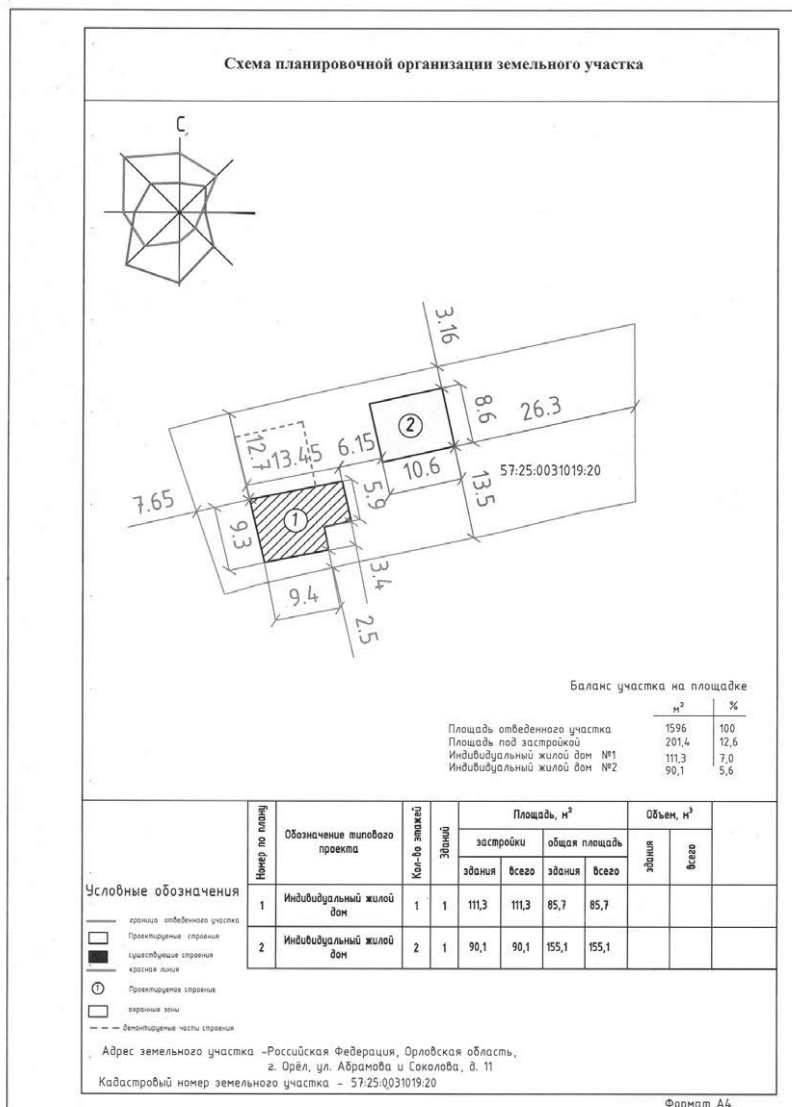 Схема планировочной организации земельного участка
С
3.16
8.6
26.3
2
12.7
13.45
6.15
10.6
57:25:0031019:20
13.5
7.65
5.9
9.3
1
3.4
9.4
2.5
Баланс участка на площадке
м² %
Площадь отведенного участка 1596 100
Площадь под застройкой 201,4 12,6
Индивидуальный жилой дом №1 111,3 7,0
Индивидуальный жилой дом №2 90,1 5,6
Номер по плану
Обозначение типового проекта
Кол-во этажей
Зданий
Площадь, м²
Объем, м³
застройки
общая площадь
здания
всего
здания
всего
здания
всего
1 Индивидуальный жилой дом 1 1 111,3 111,3 85,7 85,7
2 Индивидуальный жилой дом 2 1 90,1 90,1 155,1 155,1
Условные обозначения
граница отведенного участка
Проектируемые строения
существующие строения
красная линия
1 Проектируемое строение
охранные зоны
демонтируемые части строения
Адрес земельного участка -Российская Федерация, Орловская область,
г. Орёл, ул. Абрамова и Соколова, д. 11
Кадастровый номер земельного участка - 57:25:0031019:20
Формат А4